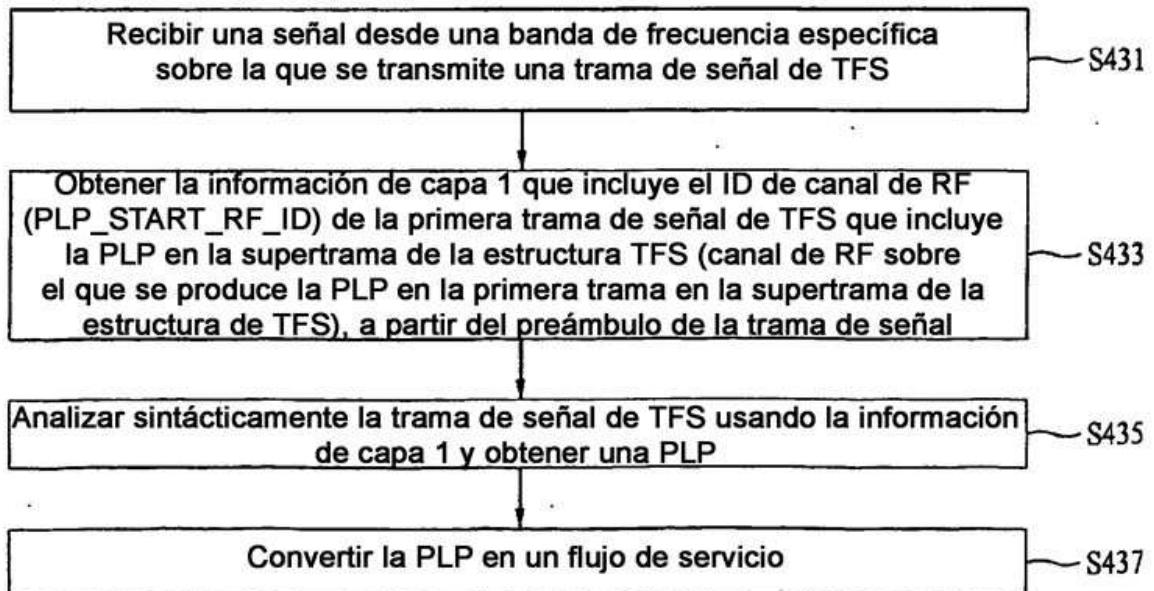 Recibir una señal desde una banda de frecuencia específica
sobre la que se transmite una trama de señal de TFS
S431
Obtener la información de capa 1 que incluye el ID de canal de RF
(PLP_START_RF_ID) de la primera trama de señal de TFS que incluye
la PLP en la supertrama de la estructura TFS (canal de RF sobre
el que se produce la PLP en la primera trama en la supertrama de la
estructura de TFS), a partir del preámbulo de la trama de señal
S433
Analizar sintácticamente la trama de señal de TFS usando la información
de capa 1 y obtener una PLP
S435
Convertir la PLP en un flujo de servicio
S437